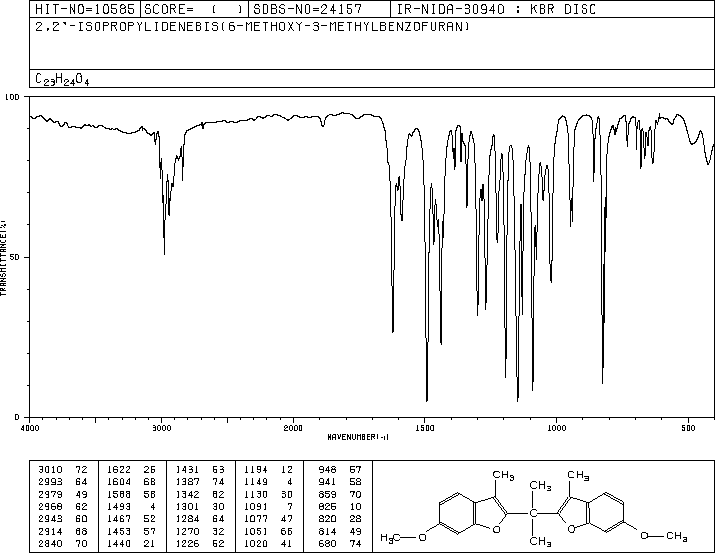 HIT-NO=10585 SCORE= ( ) SDBS-NO=24157 IR-NIDA-30940 : KBR DISC
2,2'-ISOPROPYLIDENEBIS(6-METHOXY-3-METHYLBENZOFURAN)
C23H24O4
100
50
0
TRANSMITTANCE(%)
4000 3000 2000 1500 1000 500
WAVENUMBER(-1)
3010 72 1622 26 1431 63 1194 12 948 57
2993 64 1604 68 1387 74 1149 4 941 58
2979 49 1588 58 1342 62 1130 30 859 70
2968 62 1493 4 1301 30 1091 7 825 10
2943 60 1467 52 1284 64 1077 47 820 28
2914 68 1453 57 1270 32 1051 66 814 49
2840 70 1440 21 1226 52 1020 41 680 74
CH3 CH3 CH3
C
O O
H3C O CH3 O CH3